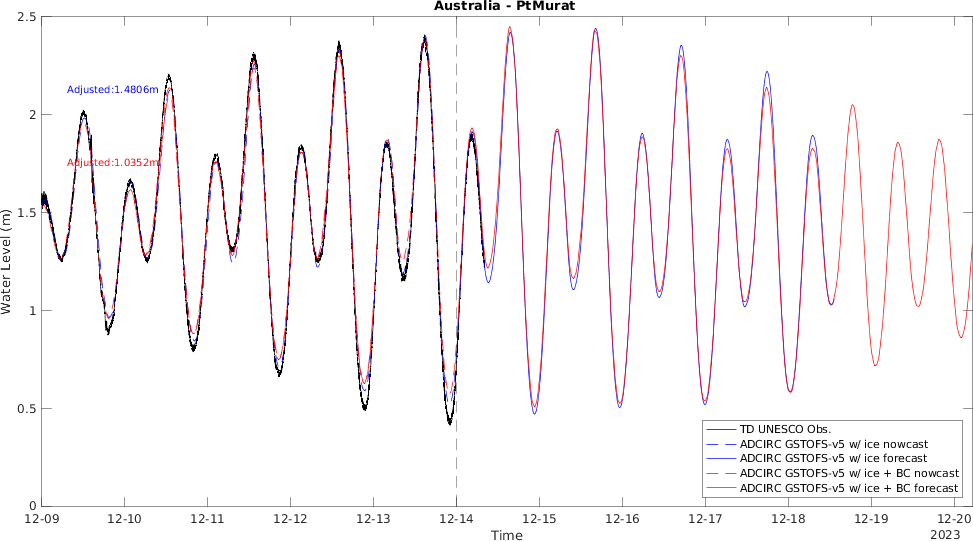 Australia - PtMurat
2.5
2
1.5
1
0.5
0
Water Level (m)
Adjusted:1.4806m
Adjusted:1.0352m
TD UNESCO Obs.
ADCIRC GSTOFS-v5 w/ ice nowcast
ADCIRC GSTOFS-v5 w/ ice forecast
ADCIRC GSTOFS-v5 w/ ice + BC nowcast
ADCIRC GSTOFS-v5 w/ ice + BC forecast
12-09 12-10 12-11 12-12 12-13 12-14 12-15 12-16 12-17 12-18 12-19 12-20
Time
2023